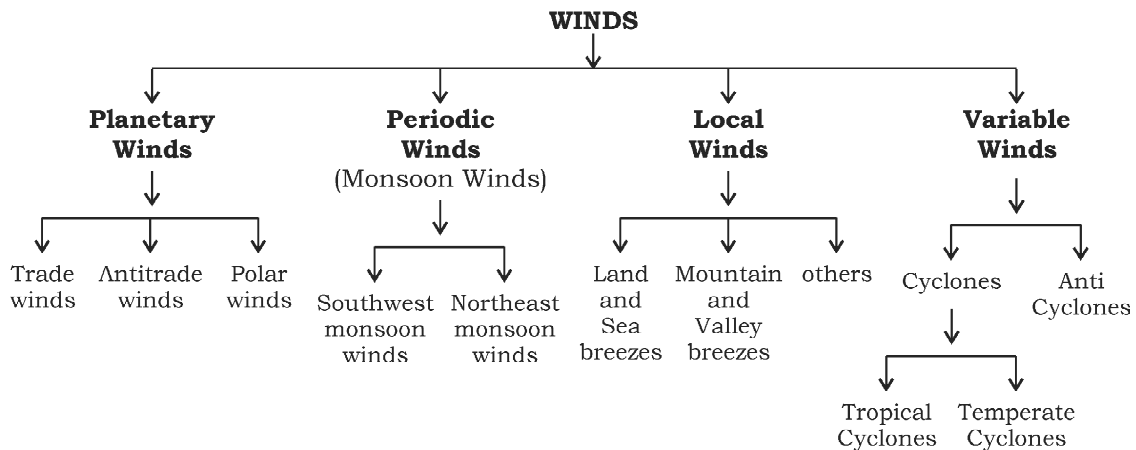 WINDS
Planetary
Winds
Periodic
Winds
(Monsoon Winds)
Local
Winds
Variable
Winds
Trade
winds
Antitrade
winds
Polar
winds
Southwest
monsoon
winds
Northeast
monsoon
winds
Land
and
Sea
breezes
Mountain
and
Valley
breezes
others
Cyclones
Anti
Cyclones
Tropical
Cyclones
Temperate
Cyclones